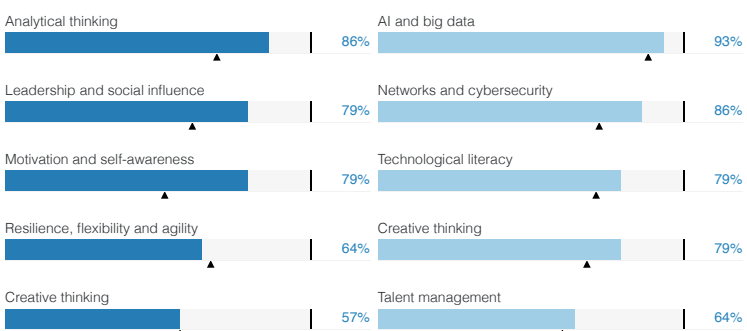 Analytical thinking
86%
Leadership and social influence
79%
Motivation and self-awareness
79%
Resilience, flexibility and agility
64%
Creative thinking
57%
AI and big data
93%
Networks and cybersecurity
86%
Technological literacy
79%
Creative thinking
79%
Talent management
64%